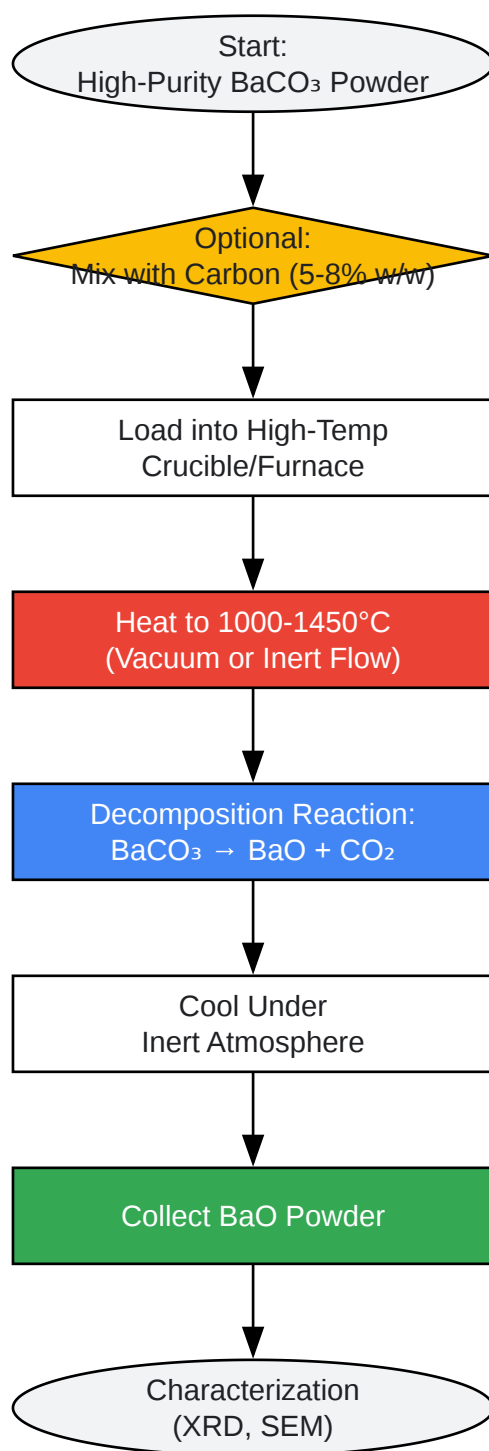 Start:
High-Purity BaCO₃ Powder
Optional:
Mix with Carbon (5-8% w/w)
Load into High-Temp
Crucible/Furnace
Heat to 1000-1450°C
(Vacuum or Inert Flow)
Decomposition Reaction:
BaCO₃ → BaO + CO₂
Cool Under
Inert Atmosphere
Collect BaO Powder
Characterization
(XRD, SEM)